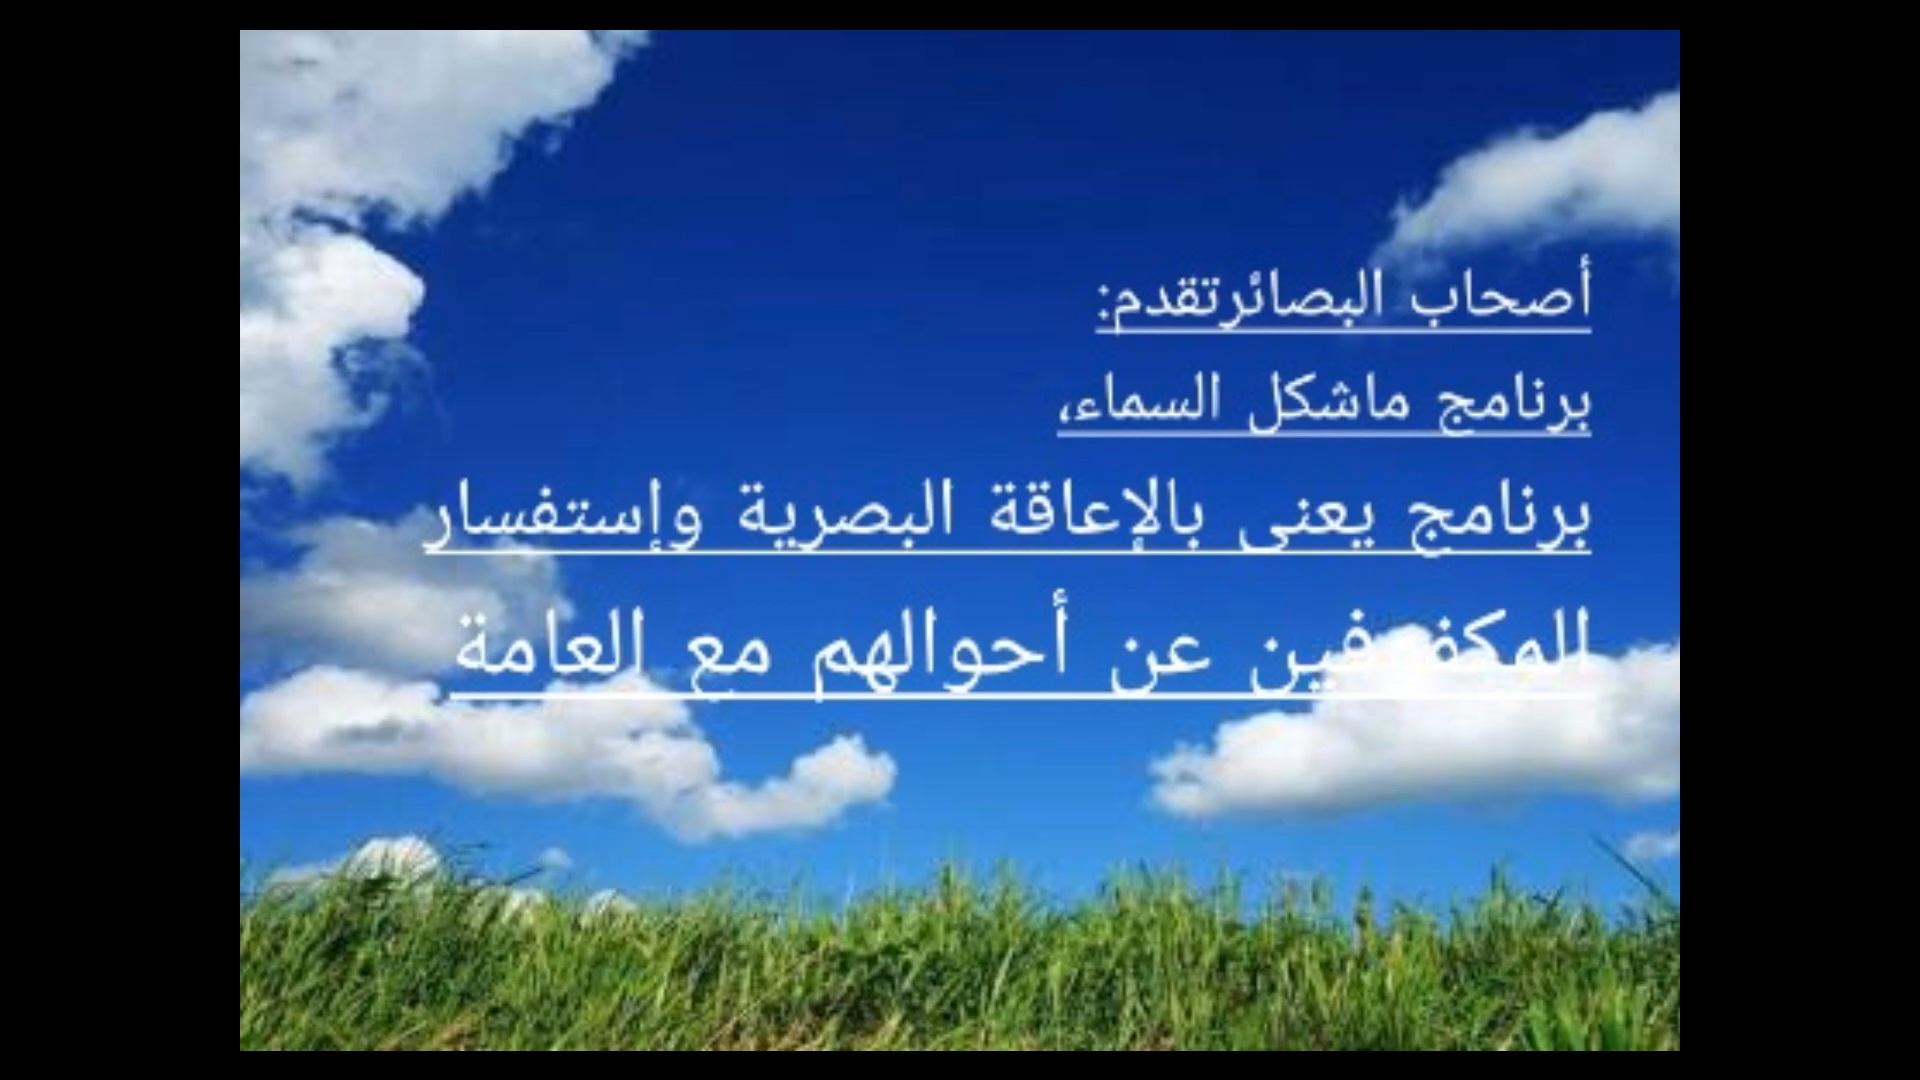 أصحاب البصائرتقدم:
برنامج ماشكل السماء،
برنامج يعنى بالإعاقة البصرية وإستفسار
المكفوفين عن أحوالهم مع العامة